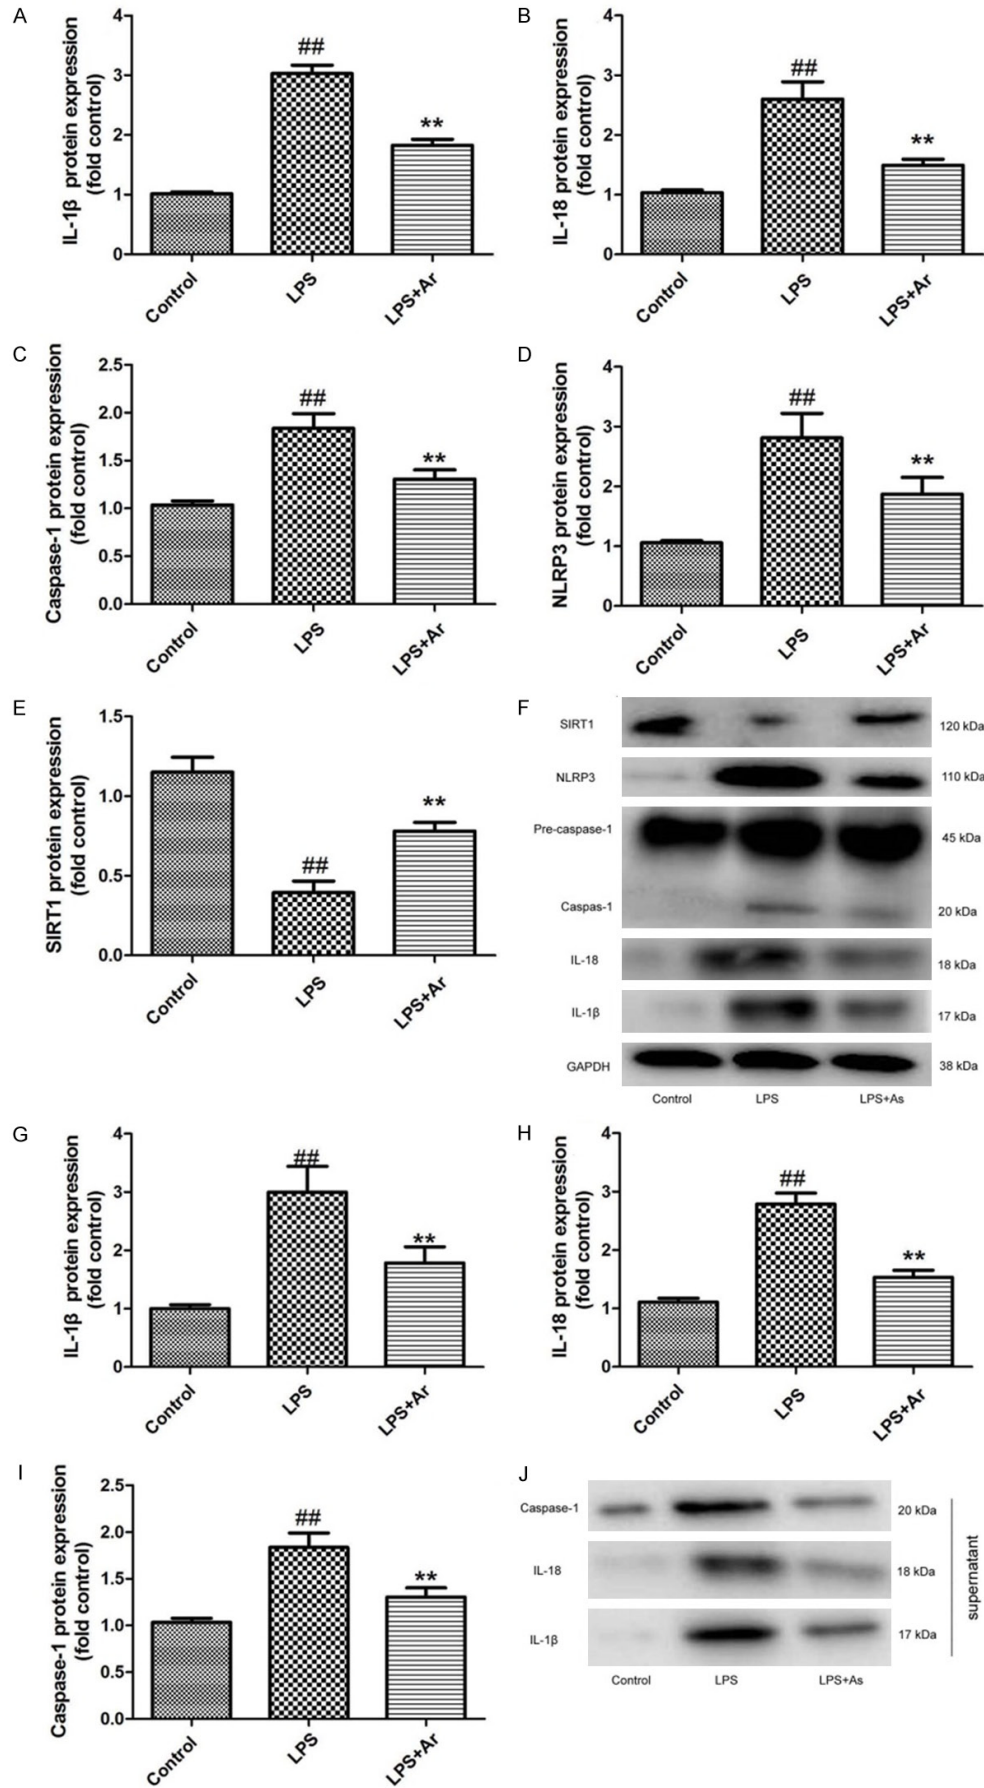 A
IL-1β protein expression
(fold control)
4
3
2
1
0
##
**
Control
LPS
LPS+Ar
B
IL-18 protein expression
(fold control)
4
3
2
1
0
##
**
Control
LPS
LPS+Ar
C
Caspase-1 protein expression
(fold control)
2.5
2.0
1.5
1.0
0.5
0.0
##
**
Control
LPS
LPS+Ar
D
NLRP3 protein expression
(fold control)
4
3
2
1
0
##
**
Control
LPS
LPS+Ar
E
SIRT1 protein expression
(fold control)
1.5
1.0
0.5
0.0
##
**
Control
LPS
LPS+Ar
F
SIRT1 120 kDa
NLRP3 110 kDa
Pre-caspase-1 45 kDa
Caspas-1 20 kDa
IL-18 18 kDa
IL-1β 17 kDa
GAPDH 38 kDa
Control LPS LPS+As
G
IL-1β protein expression
(fold control)
4
3
2
1
0
##
**
Control
LPS
LPS+Ar
H
IL-18 protein expression
(fold control)
4
3
2
1
0
##
**
Control
LPS
LPS+Ar
I
Caspase-1 protein expression
(fold control)
2.5
2.0
1.5
1.0
0.5
0.0
##
**
Control
LPS
LPS+Ar
J
Caspase-1 20 kDa
IL-18 18 kDa
IL-1β 17 kDa
supernatant
Control LPS LPS+As